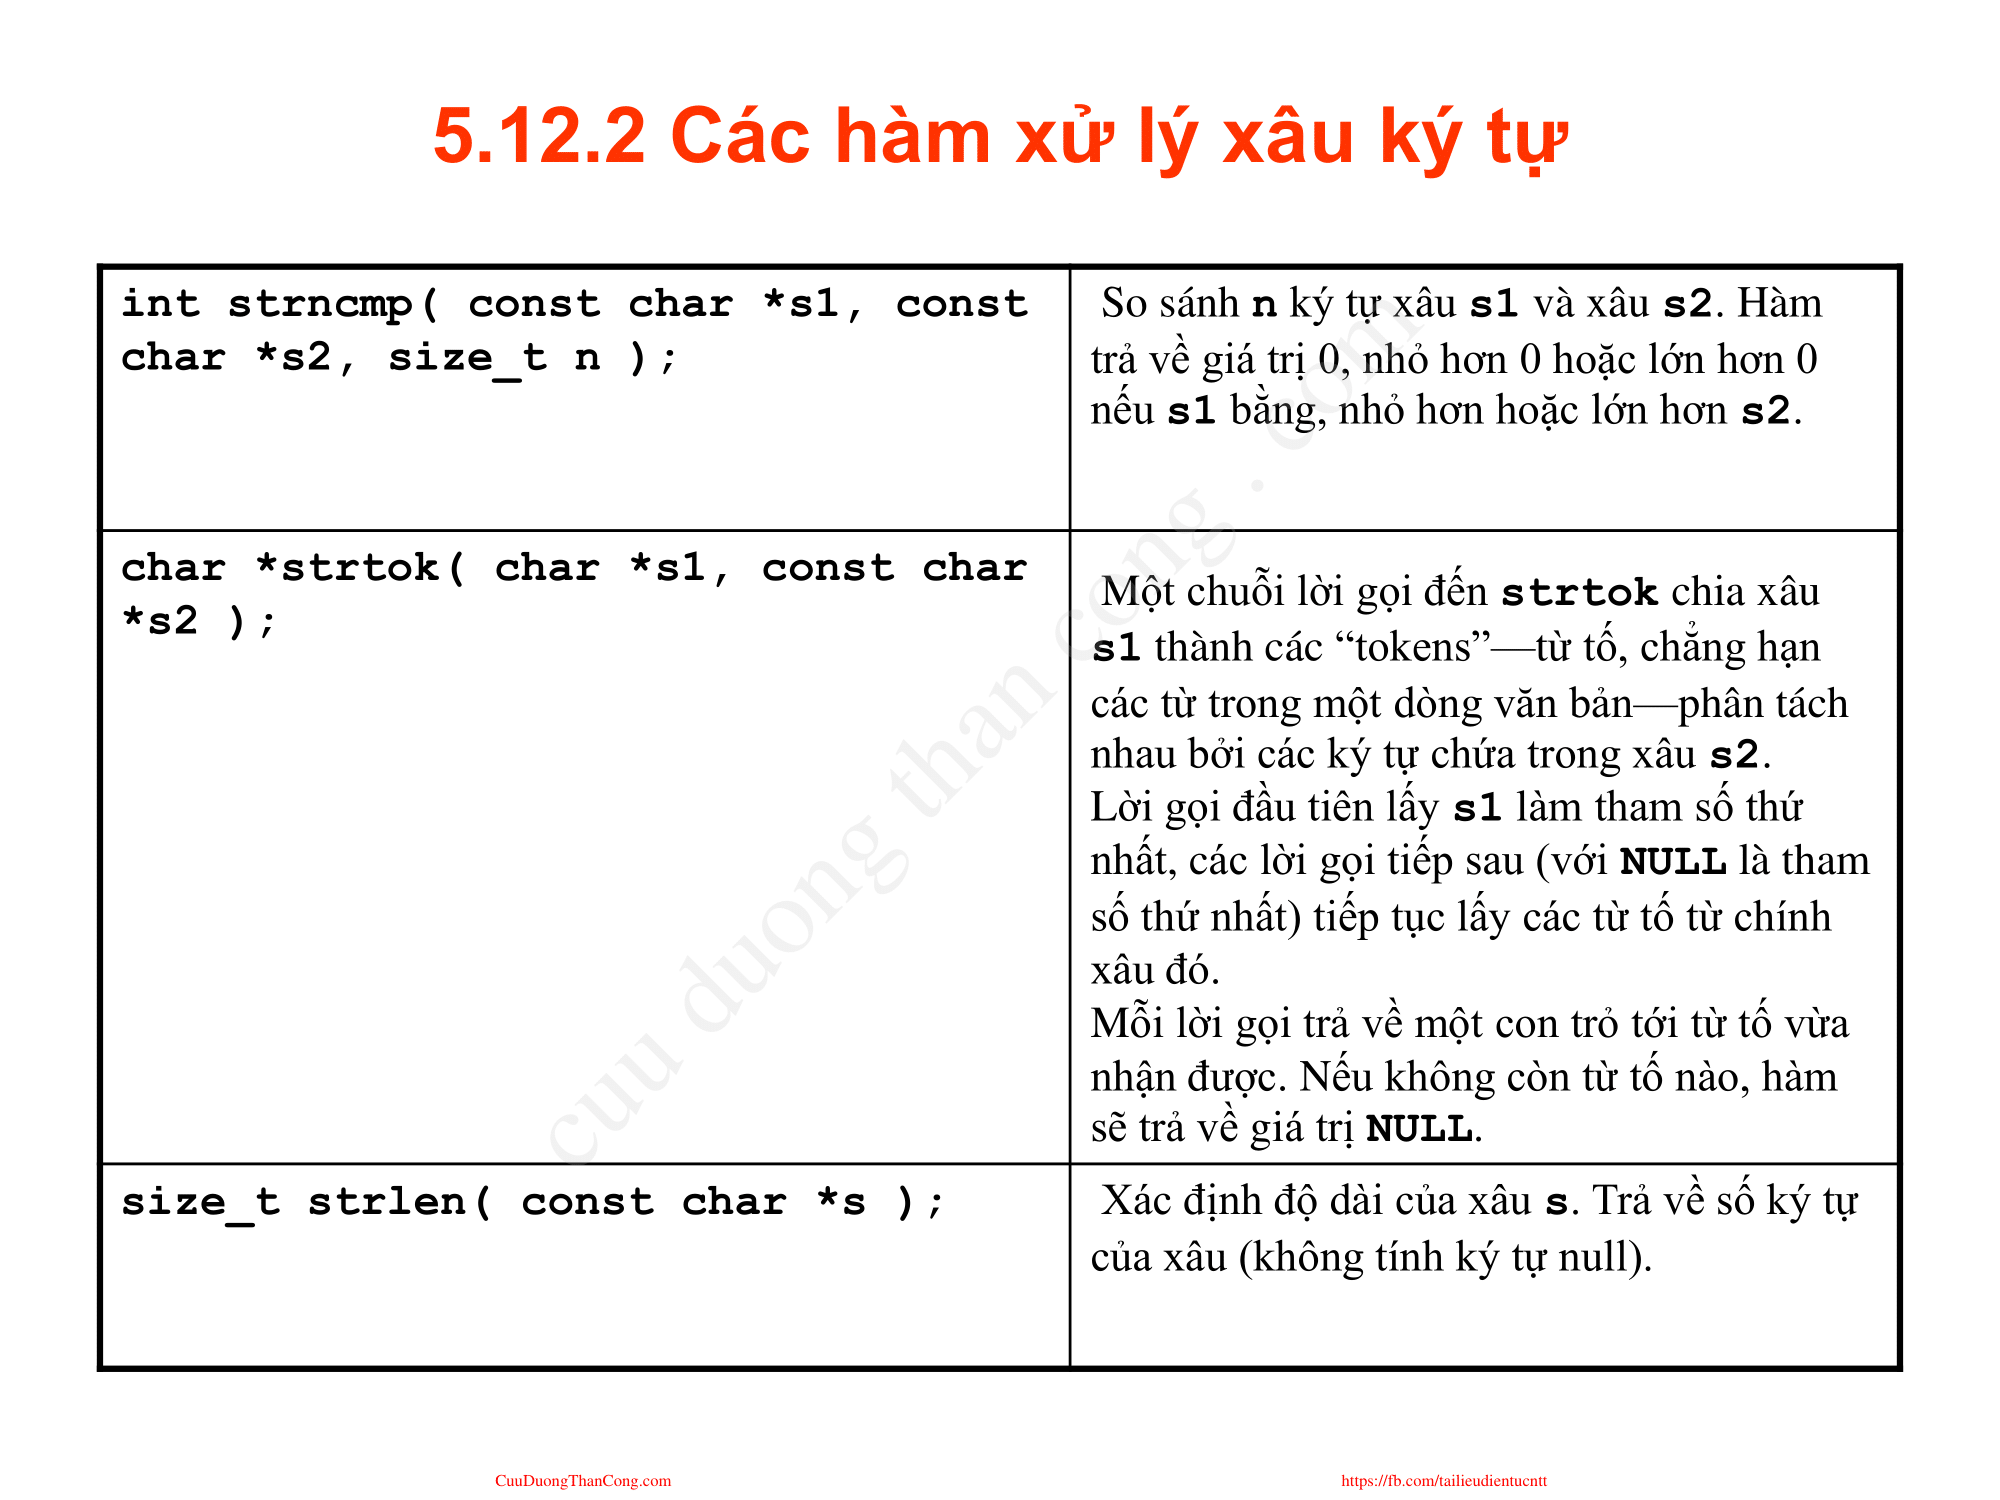 5.12.2 Các hàm xử lý xâu ký tự
int strncmp( const char *s1, const
char *s2, size_t n );
So sánh n ký tự xâu s1 và xâu s2. Hàm
trả về giá trị 0, nhỏ hơn 0 hoặc lớn hơn 0
nếu s1 bằng, nhỏ hơn hoặc lớn hơn s2.
char *strtok( char *s1, const char
*s2 );
Một chuỗi lời gọi đến strtok chia xâu
s1 thành các “tokens”—từ tố, chẳng hạn
các từ trong một dòng văn bản—phân tách
nhau bởi các ký tự chứa trong xâu s2.
Lời gọi đầu tiên lấy s1 làm tham số thứ
nhất, các lời gọi tiếp sau (với NULL là tham
số thứ nhất) tiếp tục lấy các từ tố từ chính
xâu đó.
Mỗi lời gọi trả về một con trỏ tới từ tố vừa
nhận được. Nếu không còn từ tố nào, hàm
sẽ trả về giá trị NULL.
size_t strlen( const char *s );
Xác định độ dài của xâu s. Trả về số ký tự
của xâu (không tính ký tự null).
cuu duong than cong . com
CuuDuongThanCong.com
https://fb.com/tailieudientucntt